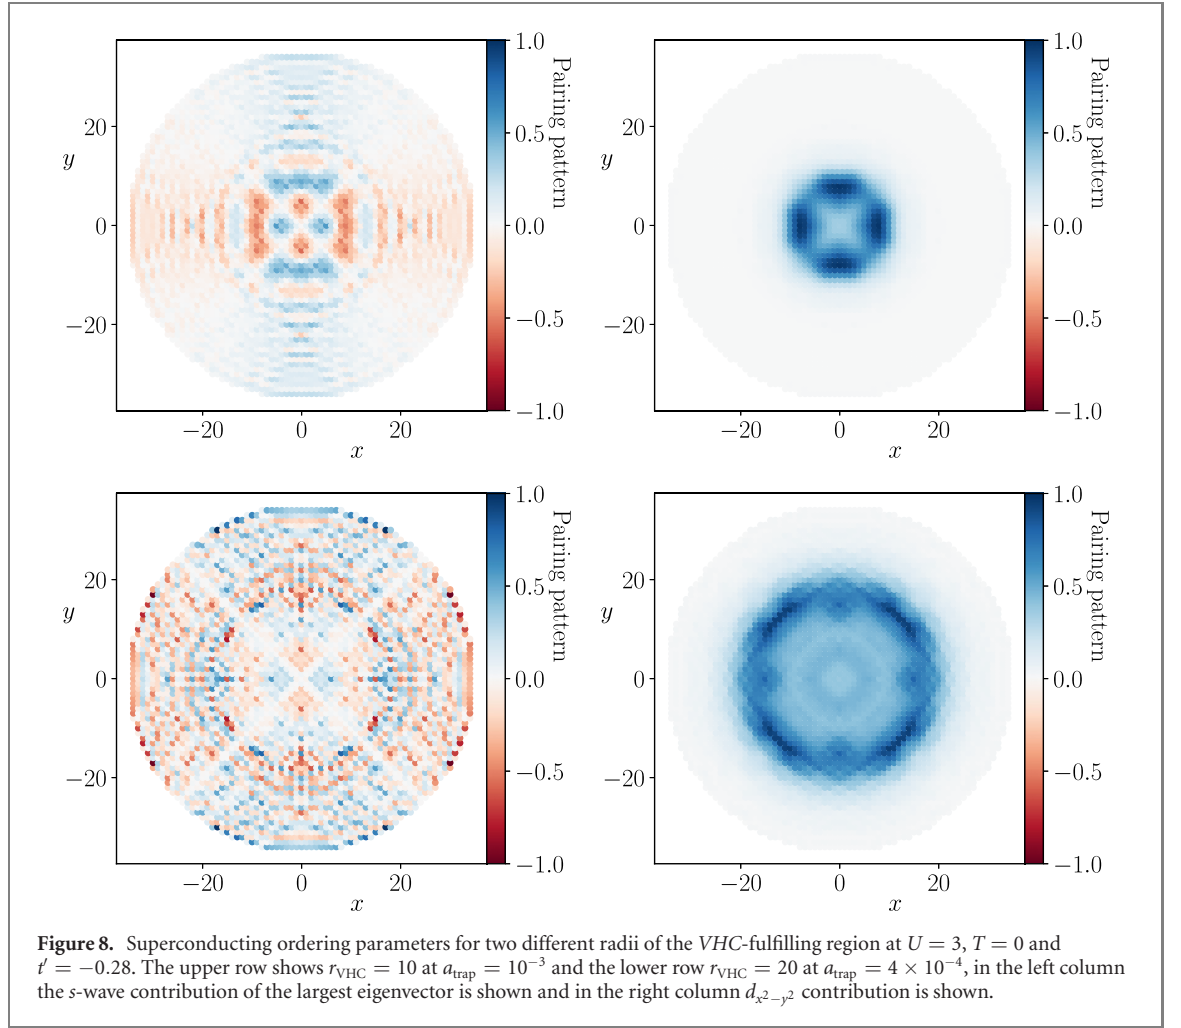 1.0
0.5
0.0
−0.5
−1.0
Pairing pattern
20
0
−20
y
−20 0 20
x
1.0
0.5
0.0
−0.5
−1.0
Pairing pattern
20
0
−20
y
−20 0 20
x
1.0
0.5
0.0
−0.5
−1.0
Pairing pattern
20
0
−20
y
−20 0 20
x
1.0
0.5
0.0
−0.5
−1.0
Pairing pattern
20
0
−20
y
−20 0 20
x
Figure 8. Superconducting ordering parameters for two different radii of the VHC-fulfilling region at U = 3, T = 0 and
t′ = −0.28. The upper row shows r_VHC = 10 at a_trap = 10⁻³ and the lower row r_VHC = 20 at a_trap = 4 × 10⁻⁴, in the left column
the s-wave contribution of the largest eigenvector is shown and in the right column d_{x²−y²} contribution is shown.